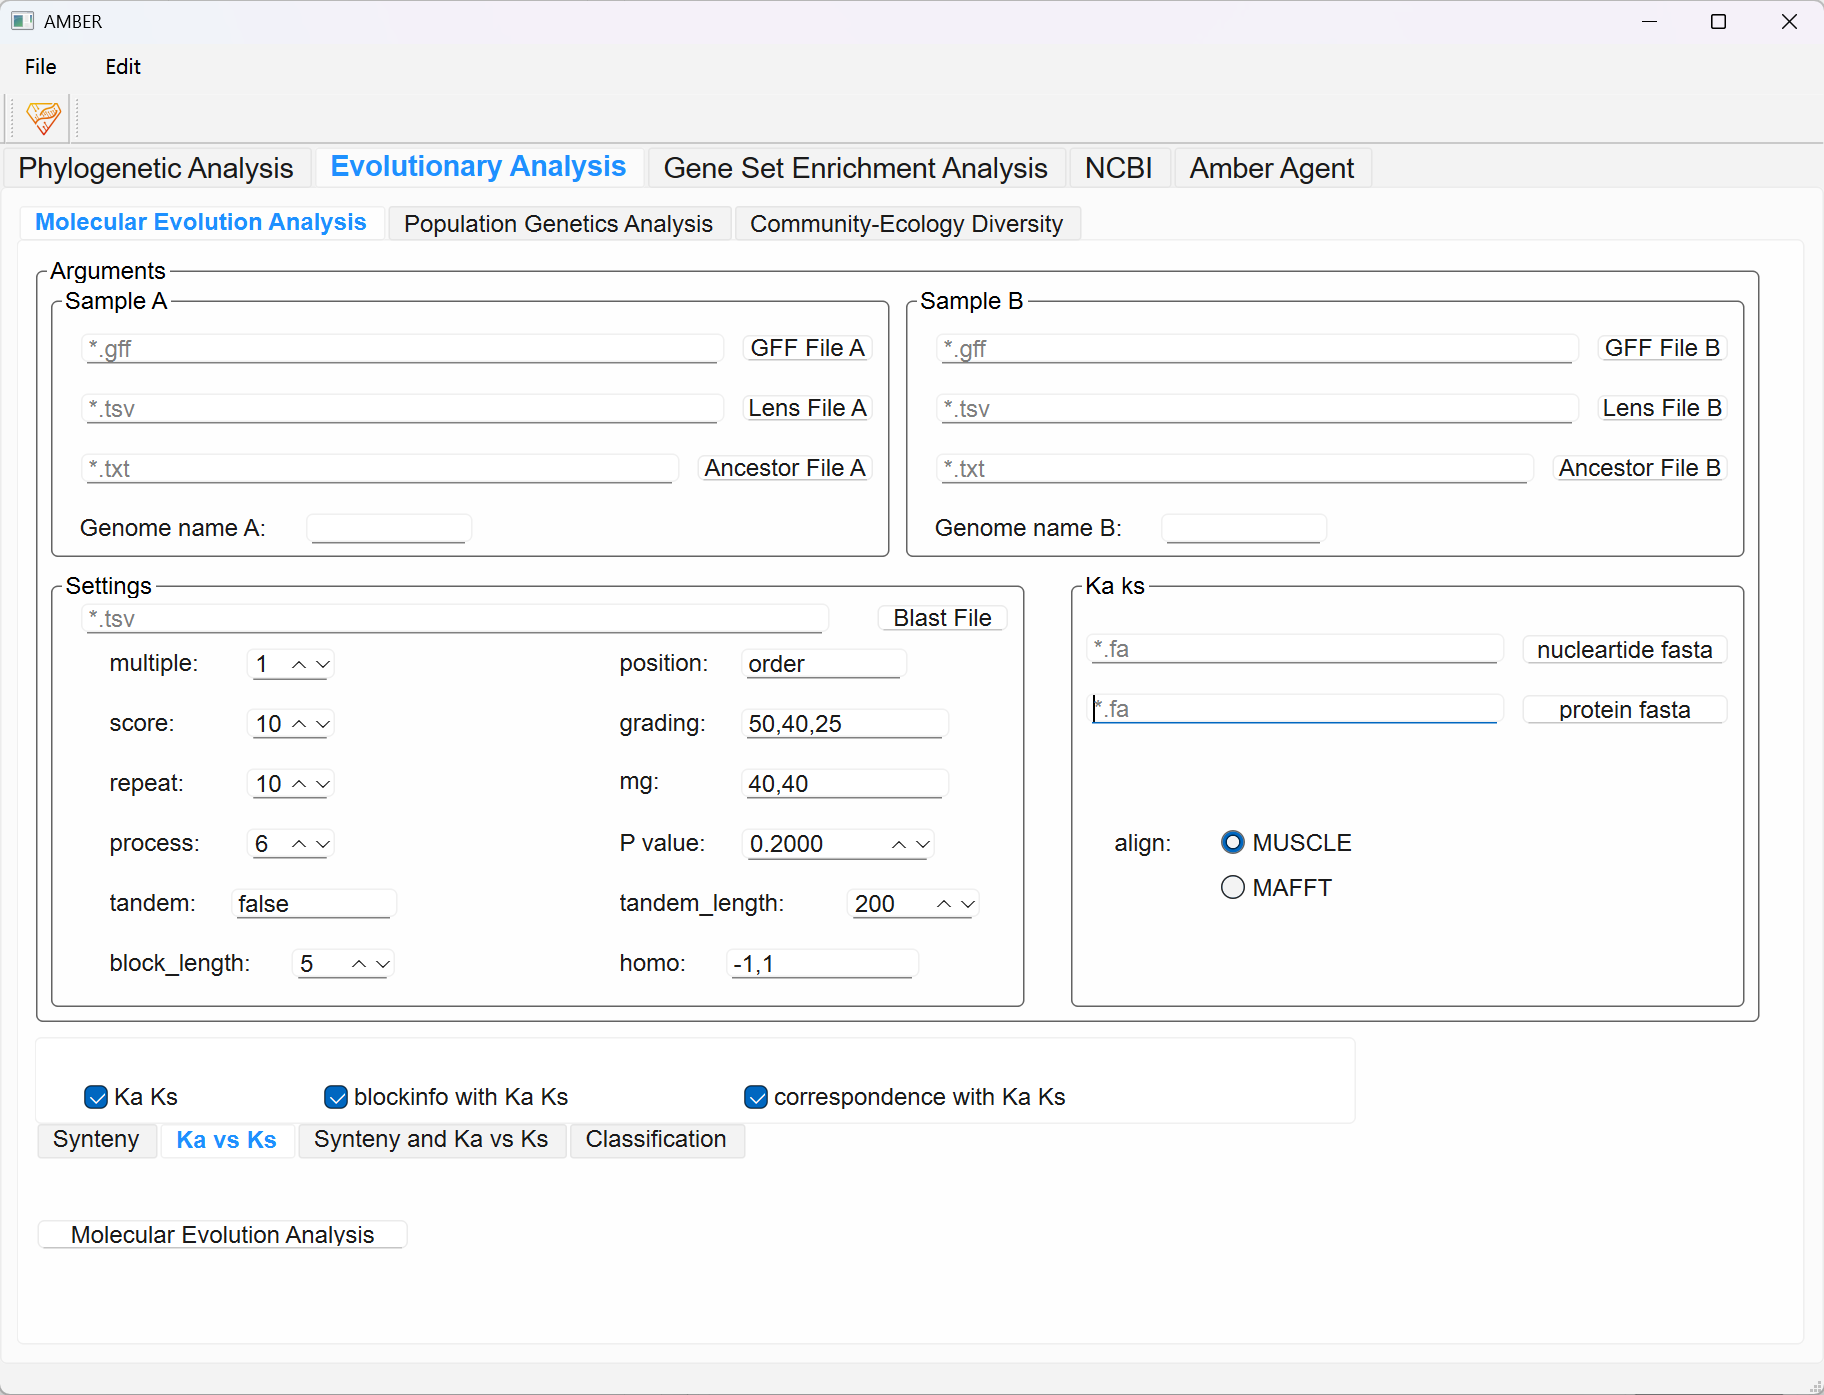 AMBER
File Edit
Phylogenetic Analysis Evolutionary Analysis Gene Set Enrichment Analysis NCBI Amber Agent
Molecular Evolution Analysis Population Genetics Analysis Community-Ecology Diversity
Arguments
Sample A
*.gff GFF File A
*.tsv Lens File A
*.txt Ancestor File A
Genome name A:
Sample B
*.gff GFF File B
*.tsv Lens File B
*.txt Ancestor File B
Genome name B:
Settings
*.tsv Blast File
multiple: 1 position: order
score: 10 grading: 50,40,25
repeat: 10 mg: 40,40
process: 6 P value: 0.2000
tandem: false tandem_length: 200
block_length: 5 homo: -1,1
Ka ks
*.fa nucleartide fasta
*.fa protein fasta
align: MUSCLE
MAFFT
Ka Ks blockinfo with Ka Ks correspondence with Ka Ks
Synteny Ka vs Ks Synteny and Ka vs Ks Classification
Molecular Evolution Analysis